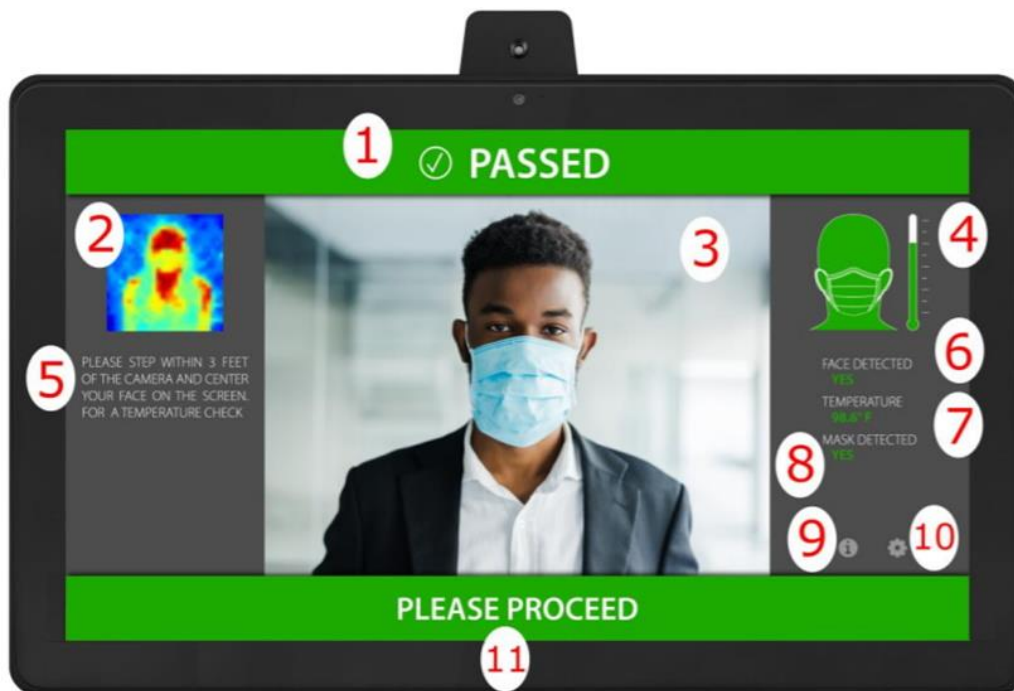 1
PASSED
2
3
4
5
PLEASE STEP WITHIN 3 FEET
OF THE CAMERA AND CENTER
YOUR FACE ON THE SCREEN.
FOR A TEMPERATURE CHECK
6
FACE DETECTED
YES
TEMPERATURE
98.6° F
7
MASK DETECTED
YES
8
9
10
PLEASE PROCEED
11